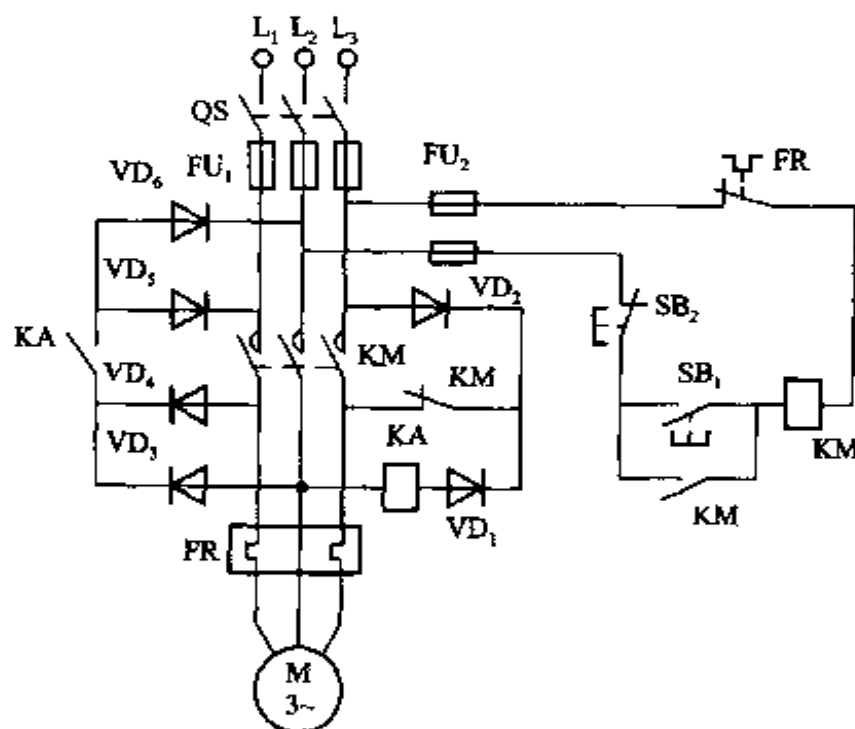 L₁ L₂ L₃
QS
FU₁
FU₂
FR
VD₆
VD₅
VD₂
SB₂
KA
VD₄
KM
KM
SB₁
KA
KM
VD₃
VD₁
KM
FR
M
3~